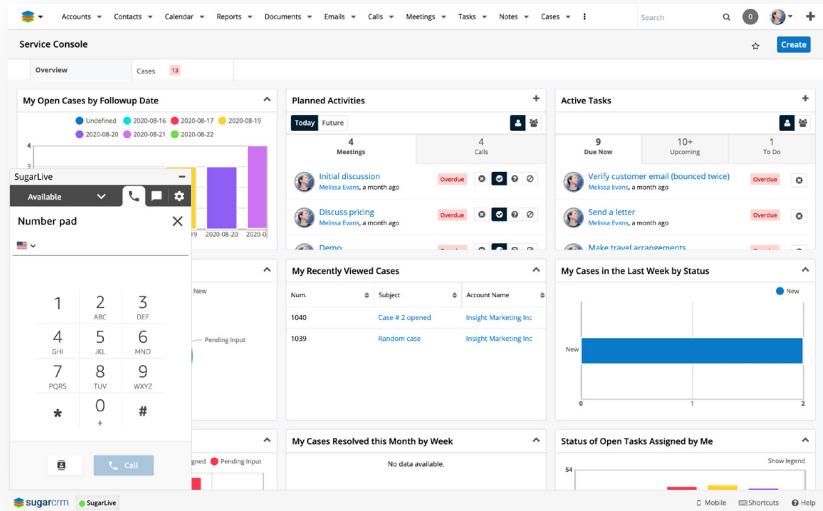 Accounts Contacts Calendar Reports Documents Emails Calls Meetings Tasks Notes Cases Search 0
Service Console Create
Overview Cases 13
My Open Cases by Followup Date
Undefined 2020-08-16 2020-08-17 2020-08-19
2020-08-20 2020-08-21 2020-08-22
4
3
19 2020-08-20 2020-0
SugarLive
Available
Number pad
1 2 3
ABC DEF
4 5 6
GHI JKL MNO
7 8 9
PQRS TUV WXYZ
* 0 #
+
Call
New
Pending Input
gned Pending Input
Planned Activities
Today Future
4 4
Meetings Calls
Initial discussion Overdue
Melissa Evans, a month ago
Discuss pricing Overdue
Melissa Evans, a month ago
Demo
Active Tasks
9 10+ 1
Due Now Upcoming To Do
Verify customer email (bounced twice) Overdue
Melissa Evans, a month ago
Send a letter Overdue
Melissa Evans, a month ago
Make travel arrangements
My Recently Viewed Cases
Num. Subject Account Name
1040 Case # 2 opened Insight Marketing Inc
1039 Random case Insight Marketing Inc
My Cases in the Last Week by Status
New
New
0 1 2
My Cases Resolved this Month by Week
No data available.
Status of Open Tasks Assigned by Me
Show legend
54
sugarcrm SugarLive Mobile Shortcuts Help